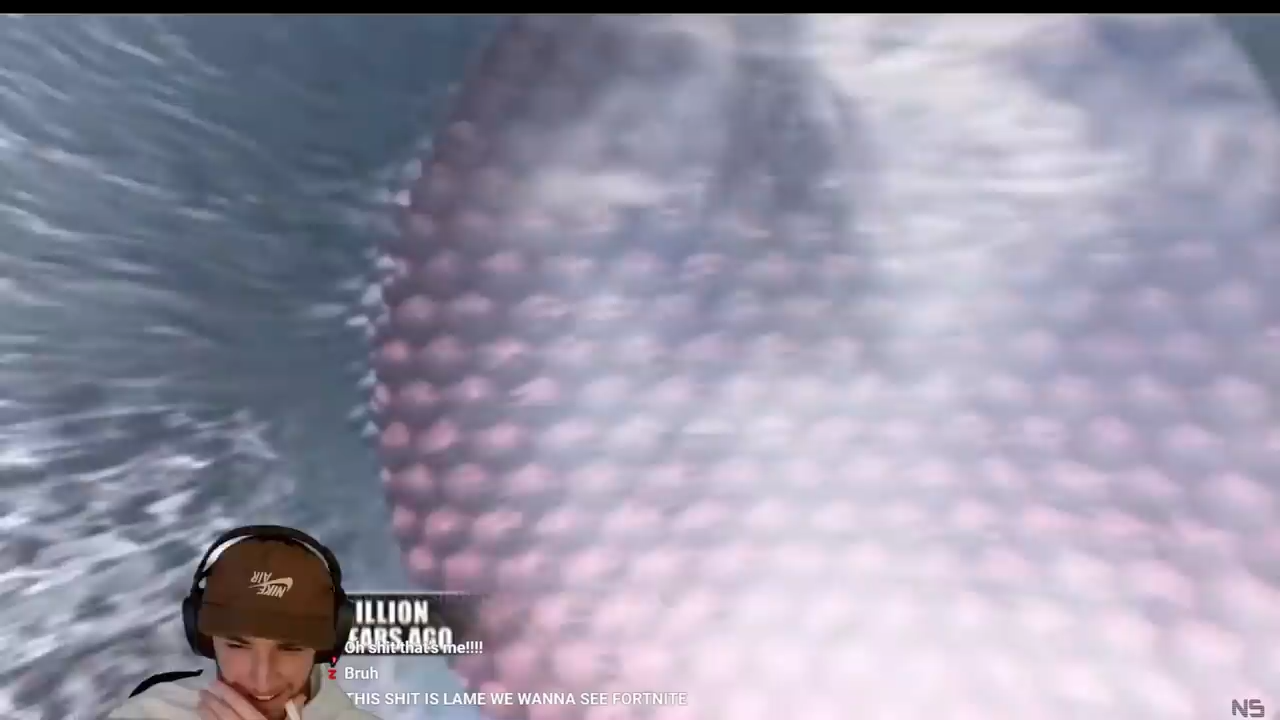 NIKE
AIR
ILLION
EARS AGO
Oh shit that's me!!!!
z Bruh
THIS SHIT IS LAME WE WANNA SEE FORTNITE
NS